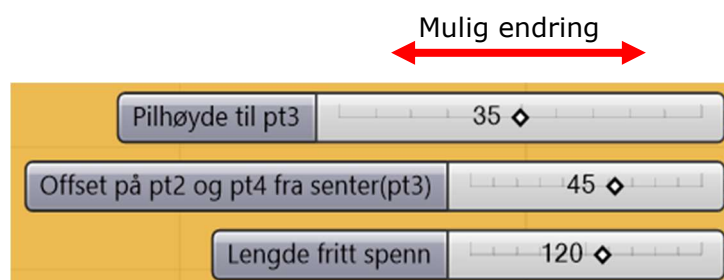 Mulig endring
Pilhøyde til pt3 35
Offset på pt2 og pt4 fra senter(pt3) 45
Lengde fritt spenn 120